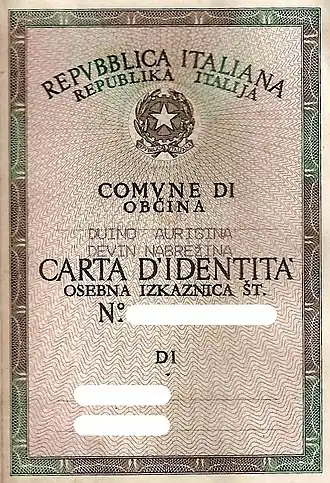 REPVBBLICA ITALIANA
REPUBLIKA ITALIJA
COMVNE DI
OBČINA
DUINO AURISINA
DEVIN NABREŽINA
CARTA D'IDENTITA'
OSEBNA IZKAZNICA ŠT.
N.º
DI